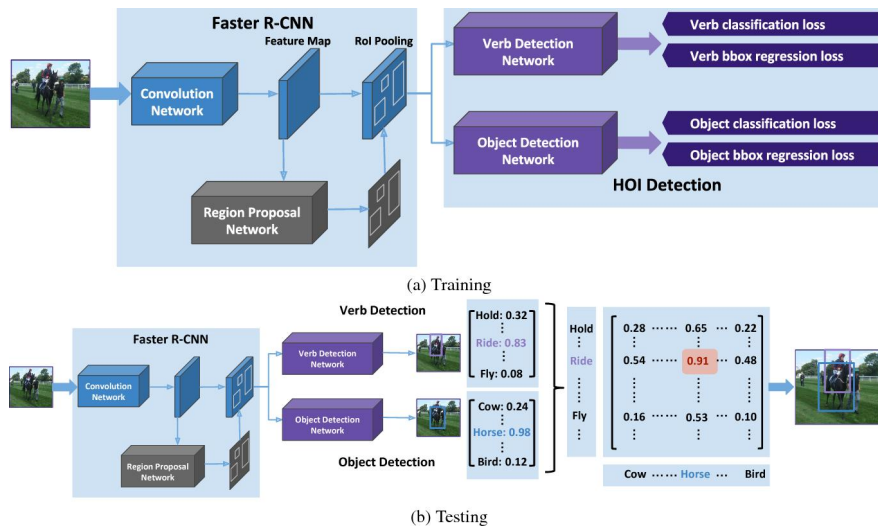 Faster R-CNN
Feature Map
RoI Pooling
Convolution
Network
Region Proposal
Network
Verb Detection
Network
Object Detection
Network
Verb classification loss
Verb bbox regression loss
Object classification loss
Object bbox regression loss
HOI Detection
(a) Training
Faster R-CNN
Convolution
Network
Region Proposal
Network
Verb Detection
Verb Detection
Network
Object Detection
Network
Object Detection
Hold: 0.32
⋮
Ride: 0.83
⋮
Fly: 0.08
Cow: 0.24
⋮
Horse: 0.98
⋮
Bird: 0.12
Hold
⋮
Ride
⋮
Fly
⋮
0.28 ⋯⋯ 0.65 ⋯ 0.22
⋮ ⋮ ⋮
0.54 ⋯⋯ 0.91 ⋯ 0.48
⋮ ⋮ ⋮
0.16 ⋯⋯ 0.53 ⋯ 0.10
⋮ ⋮ ⋮
Cow ⋯⋯ Horse ⋯ Bird
(b) Testing